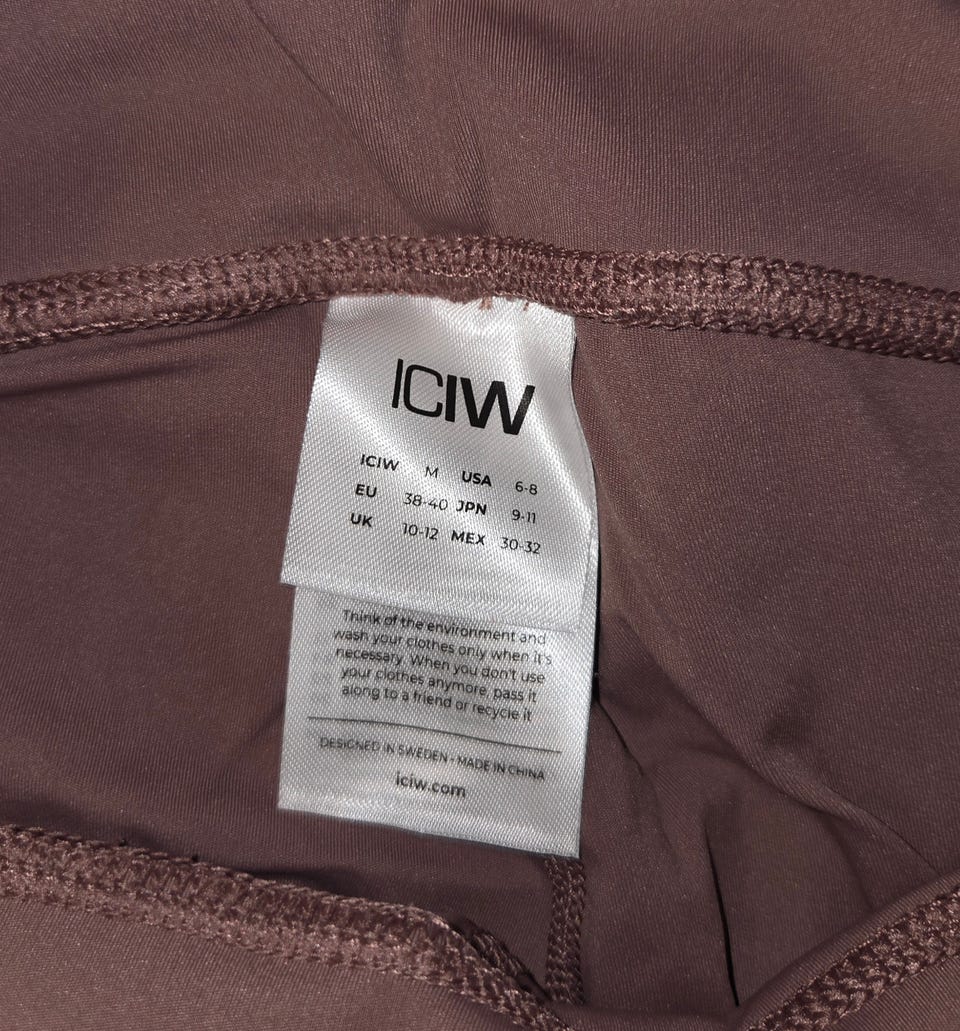 ICIW
ICIW M USA 6-8
EU 38-40 JPN 9-11
UK 10-12 MEX 30-32
Think of the environment and
wash your clothes only when it's
necessary. When you don't use
your clothes anymore, pass it
along to a friend or recycle it
DESIGNED IN SWEDEN • MADE IN CHINA
iciw.com